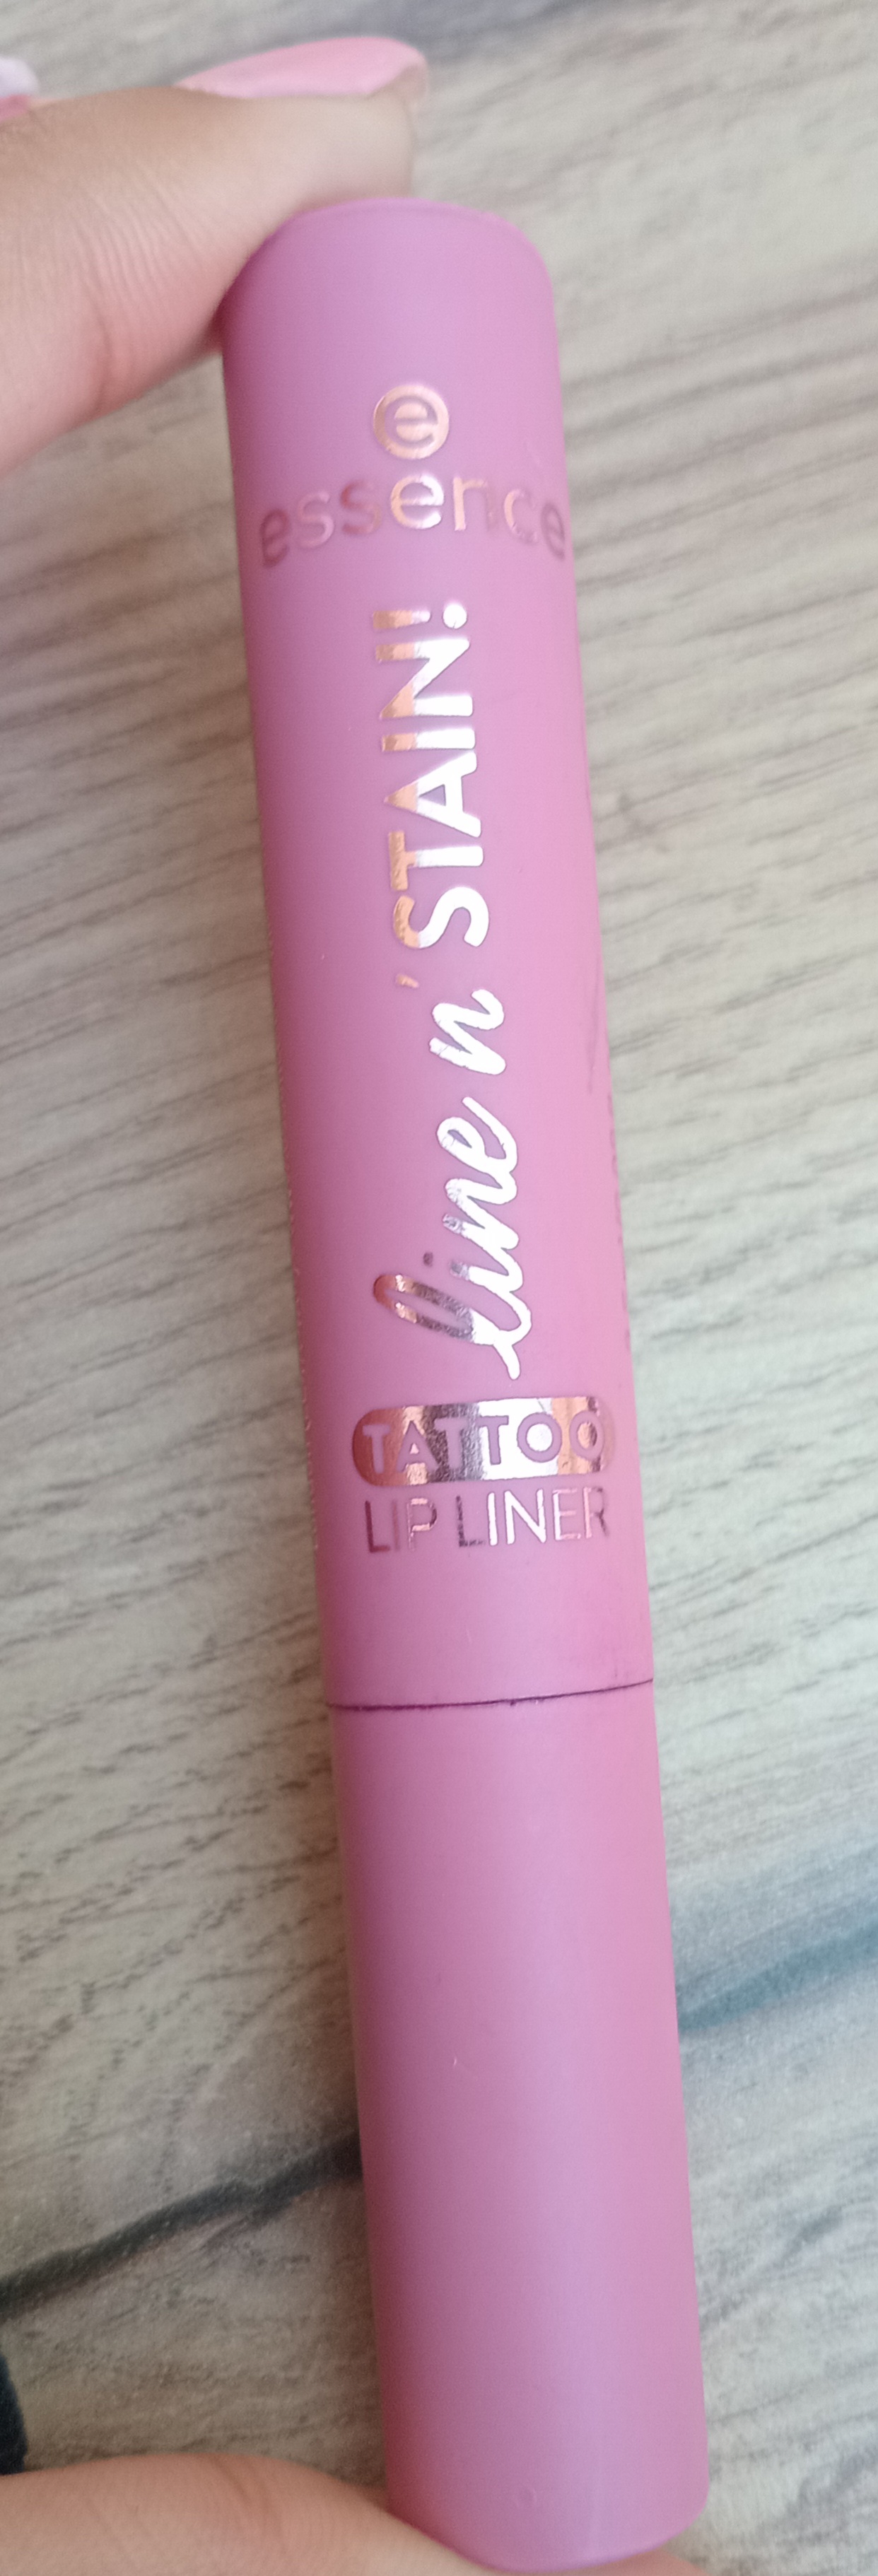 e
essence
line n' STAIN!
TATTOO
LIP LINER